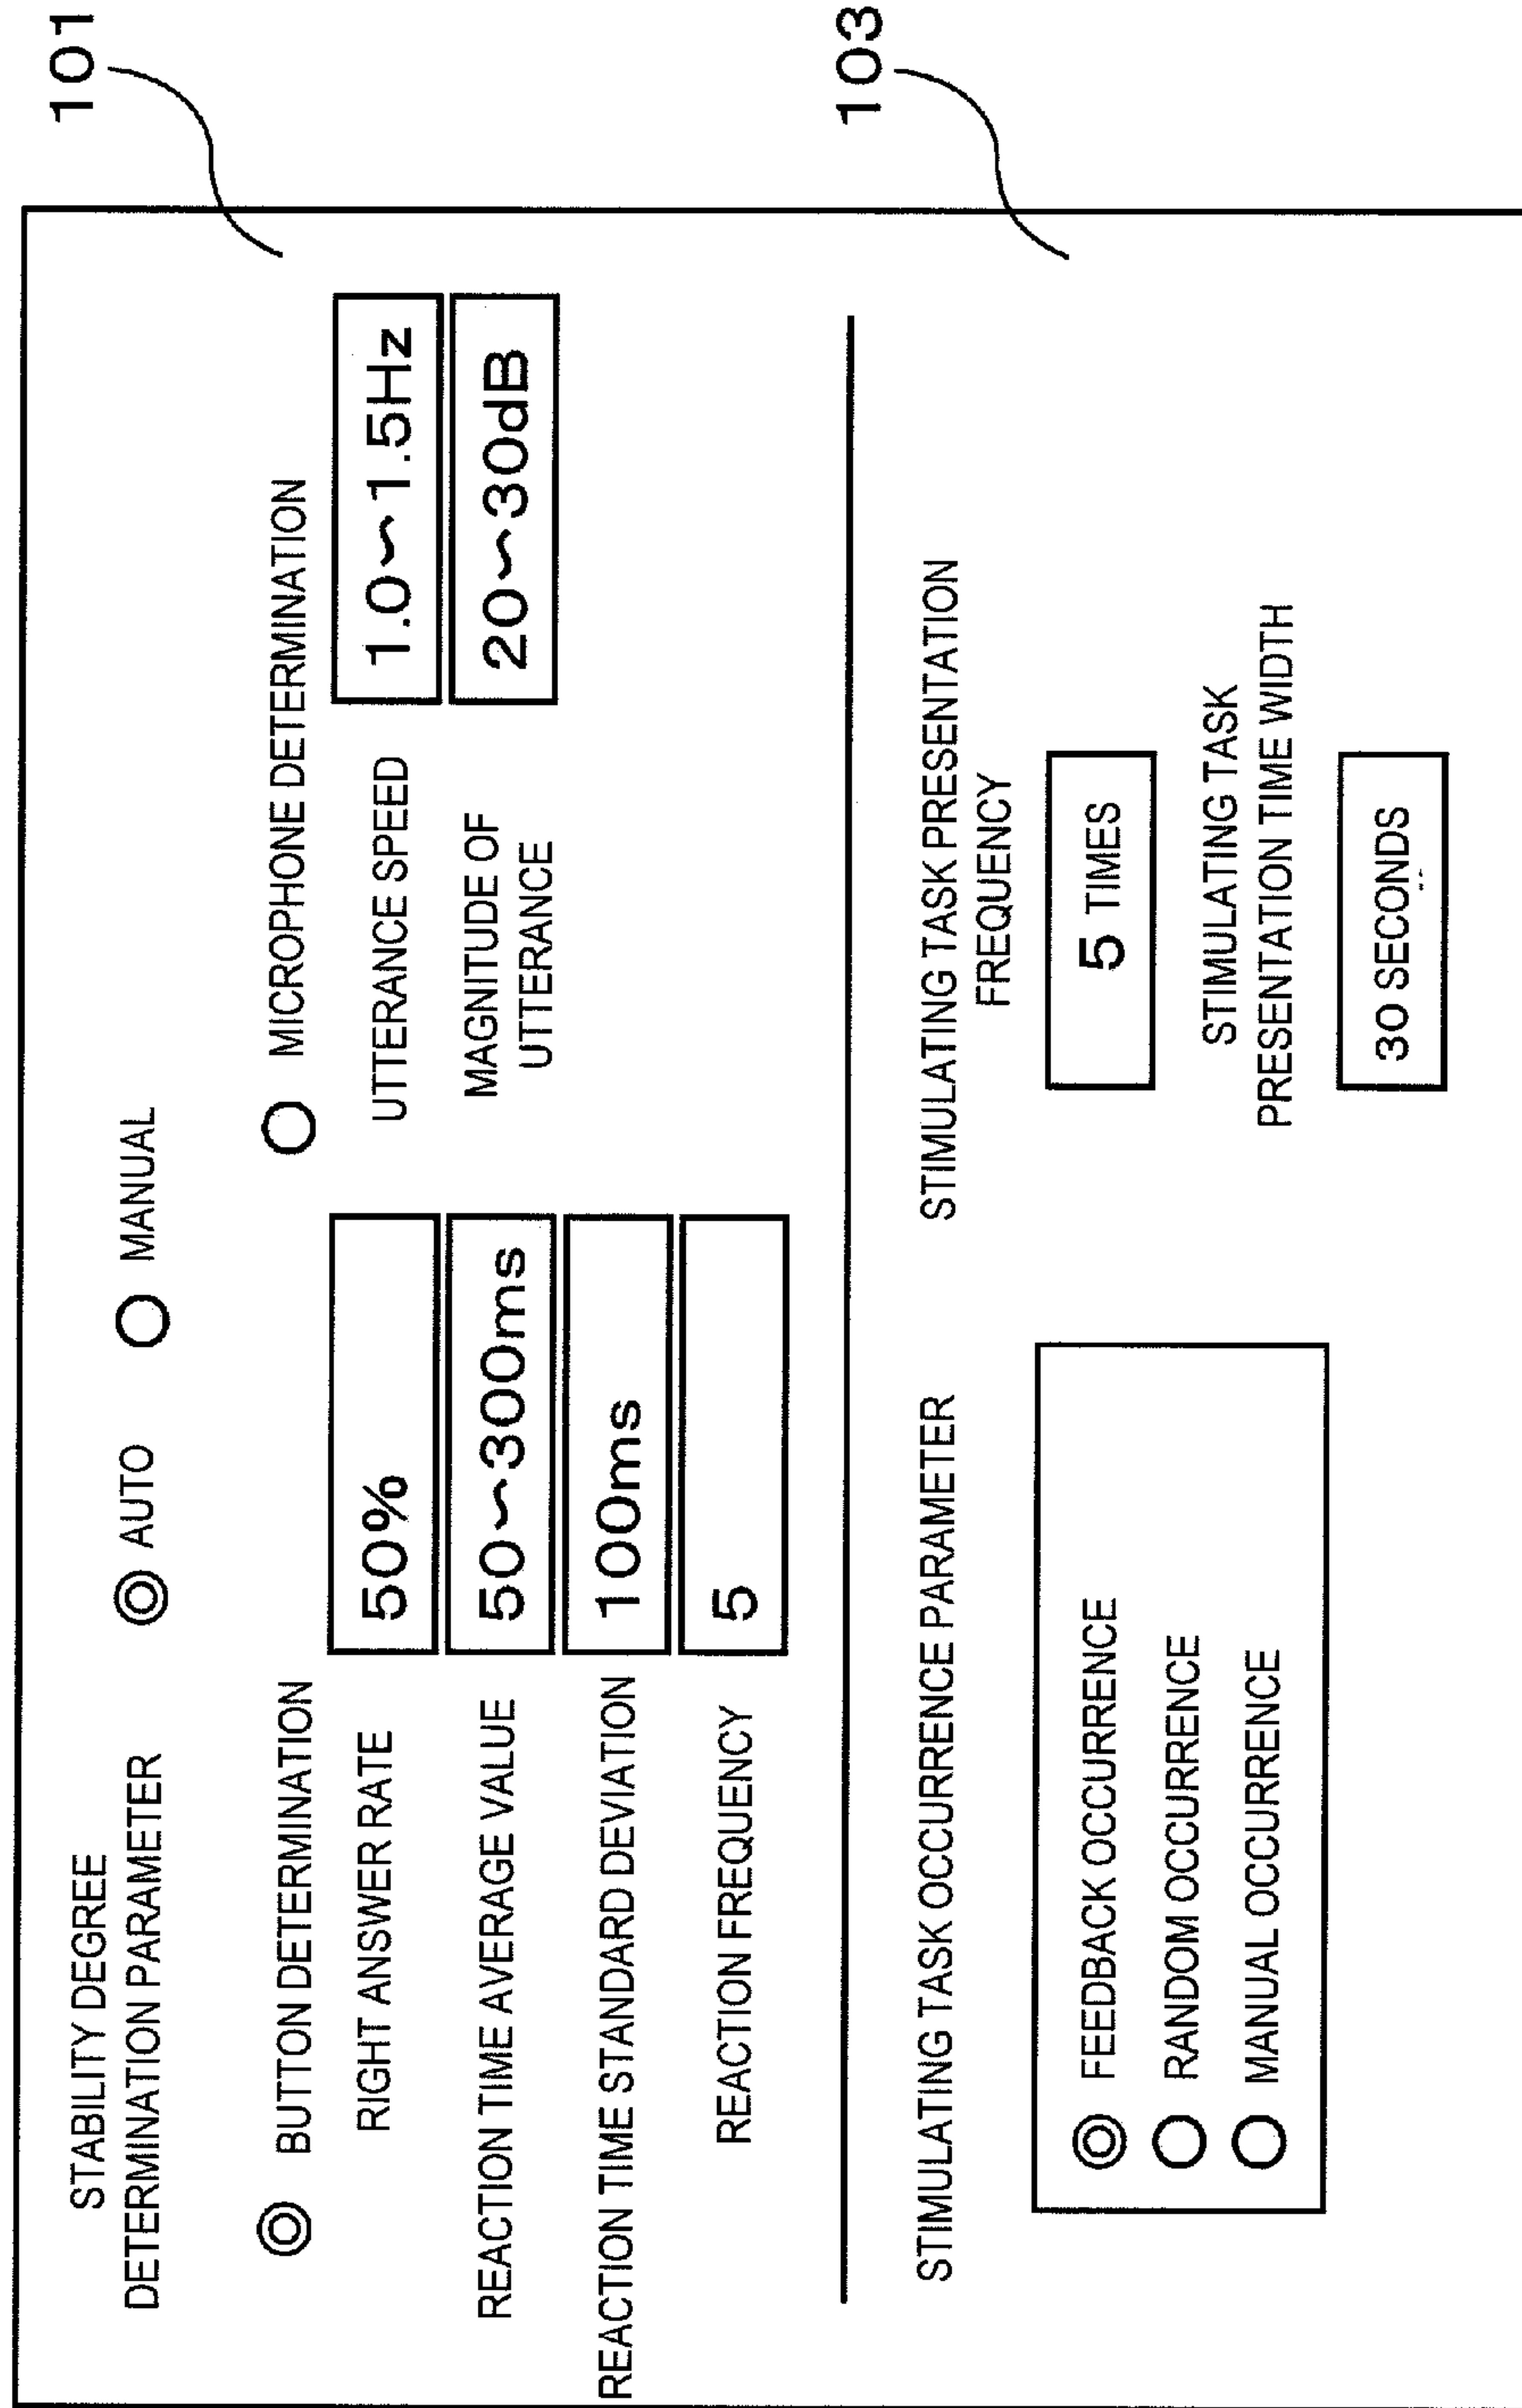 101
STABILITY DEGREE
DETERMINATION PARAMETER
AUTO
MANUAL
BUTTON DETERMINATION
MICROPHONE DETERMINATION
RIGHT ANSWER RATE
50%
UTTERANCE SPEED
1.0~1.5Hz
REACTION TIME AVERAGE VALUE
50~300ms
MAGNITUDE OF
UTTERANCE
20~30dB
REACTION TIME STANDARD DEVIATION
100ms
REACTION FREQUENCY
5
103
STIMULATING TASK OCCURRENCE PARAMETER
FEEDBACK OCCURRENCE
RANDOM OCCURRENCE
MANUAL OCCURRENCE
STIMULATING TASK PRESENTATION
FREQUENCY
5 TIMES
STIMULATING TASK
PRESENTATION TIME WIDTH
30 SECONDS